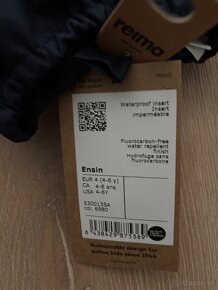 reima
Waterproof insert
Insert
imperméable
Fluorocarbon-free
water repellent
finish
Hydrofuge sans
fluorocarbone
Ensin
EUR 4 (4-6 y)
CA. 4-6 ans
USA 4-6Y
5300135A
col. 6980
Sustainable design for
active kids since 1944.